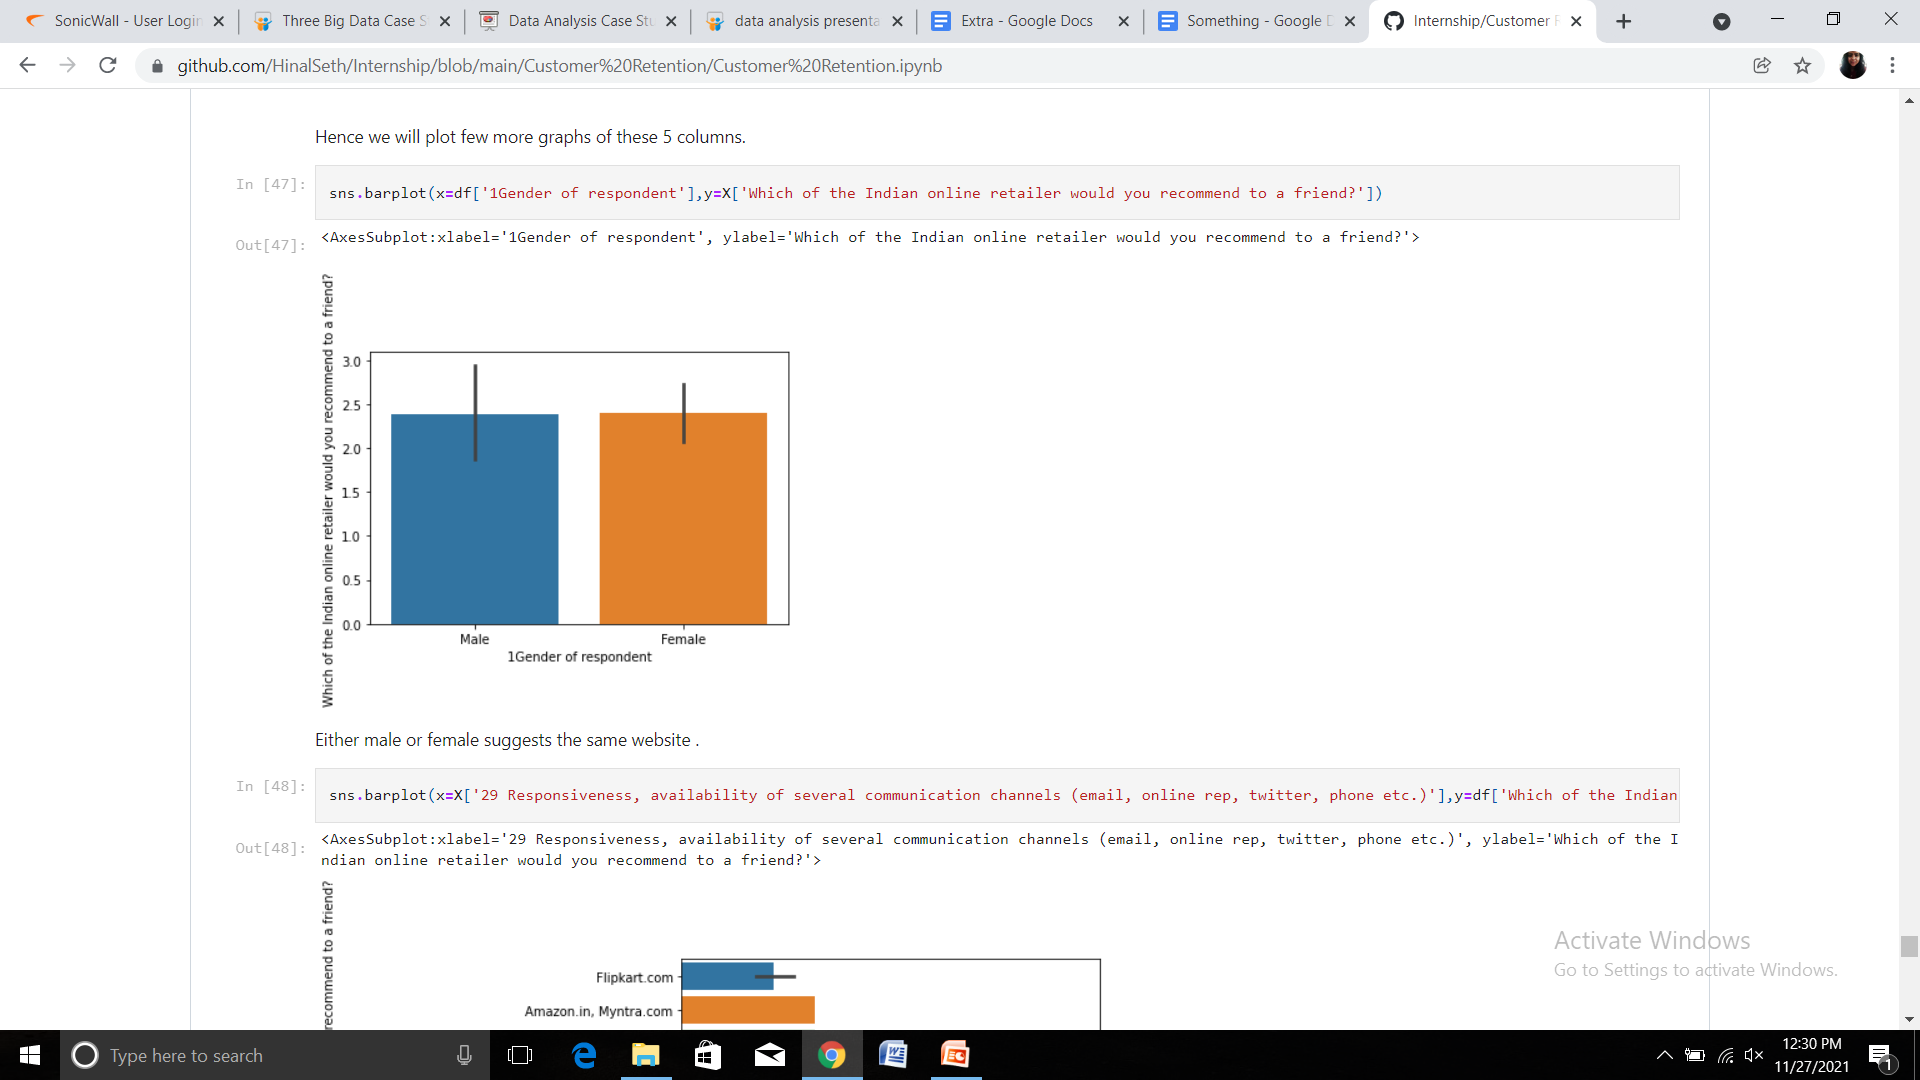 SonicWall - User Login
Three Big Data Case S
Data Analysis Case Stu
data analysis presenta
Extra - Google Docs
Something - Google D
Internship/Customer R
github.com/HinalSeth/Internship/blob/main/Customer%20Retention/Customer%20Retention.ipynb
Hence we will plot few more graphs of these 5 columns.
In [47]:
sns.barplot(x=df['1Gender of respondent'],y=X['Which of the Indian online retailer would you recommend to a friend?'])
Out[47]:
<AxesSubplot:xlabel='1Gender of respondent', ylabel='Which of the Indian online retailer would you recommend to a friend?'>
Which of the Indian online retailer would you recommend to a friend?
3.0
2.5
2.0
1.5
1.0
0.5
0.0
Male
Female
1Gender of respondent
Either male or female suggests the same website .
In [48]:
sns.barplot(x=X['29 Responsiveness, availability of several communication channels (email, online rep, twitter, phone etc.)'],y=df['Which of the Indian
Out[48]:
<AxesSubplot:xlabel='29 Responsiveness, availability of several communication channels (email, online rep, twitter, phone etc.)', ylabel='Which of the I
ndian online retailer would you recommend to a friend?'>
recommend to a friend?
Flipkart.com
Amazon.in, Myntra.com
Activate Windows
Go to Settings to activate Windows.
Type here to search
12:30 PM
11/27/2021
1